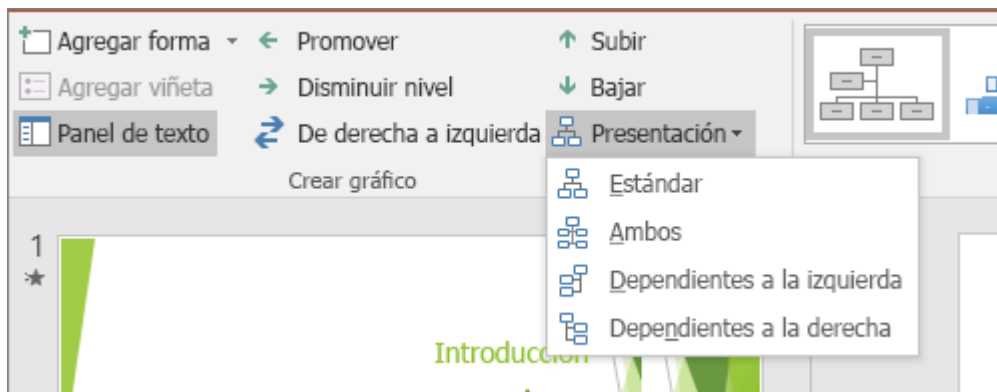 Agregar forma
Promover
Subir
Agregar viñeta
Disminuir nivel
Bajar
Panel de texto
De derecha a izquierda
Presentación
Crear gráfico
Estándar
Ambos
Dependientes a la izquierda
Dependientes a la derecha
1
Introducción